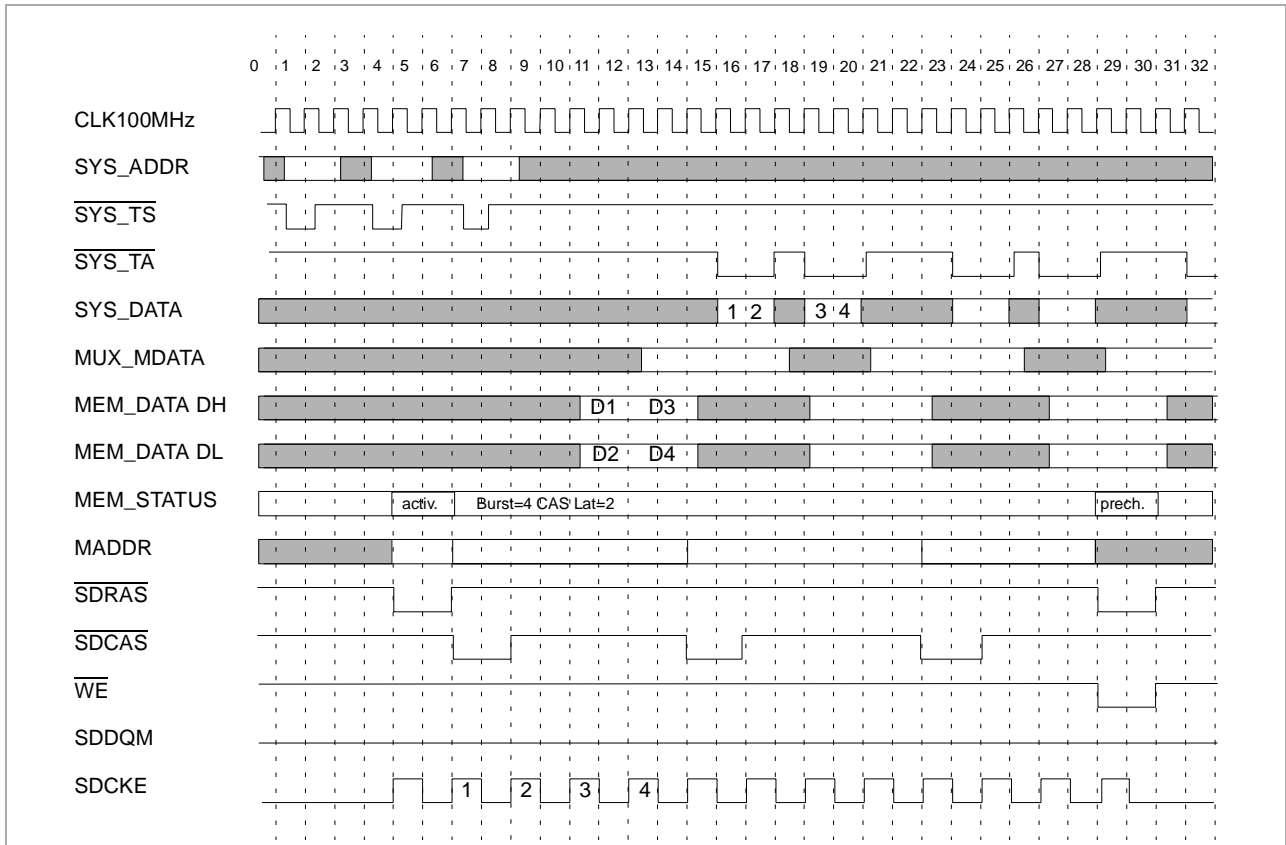 0 1 2 3 4 5 6 7 8 9 10 11 12 13 14 15 16 17 18 19 20 21 22 23 24 25 26 27 28 29 30 31 32
CLK100MHz
SYS_ADDR
SYS_TS
SYS_TA
SYS_DATA 1 2 3 4
MUX_MDATA
MEM_DATA DH D1 D3
MEM_DATA DL D2 D4
MEM_STATUS activ. Burst=4 CAS Lat=2 prech.
MADDR
SDRAS
SDCAS
WE
SDDQM
SDCKE 1 2 3 4